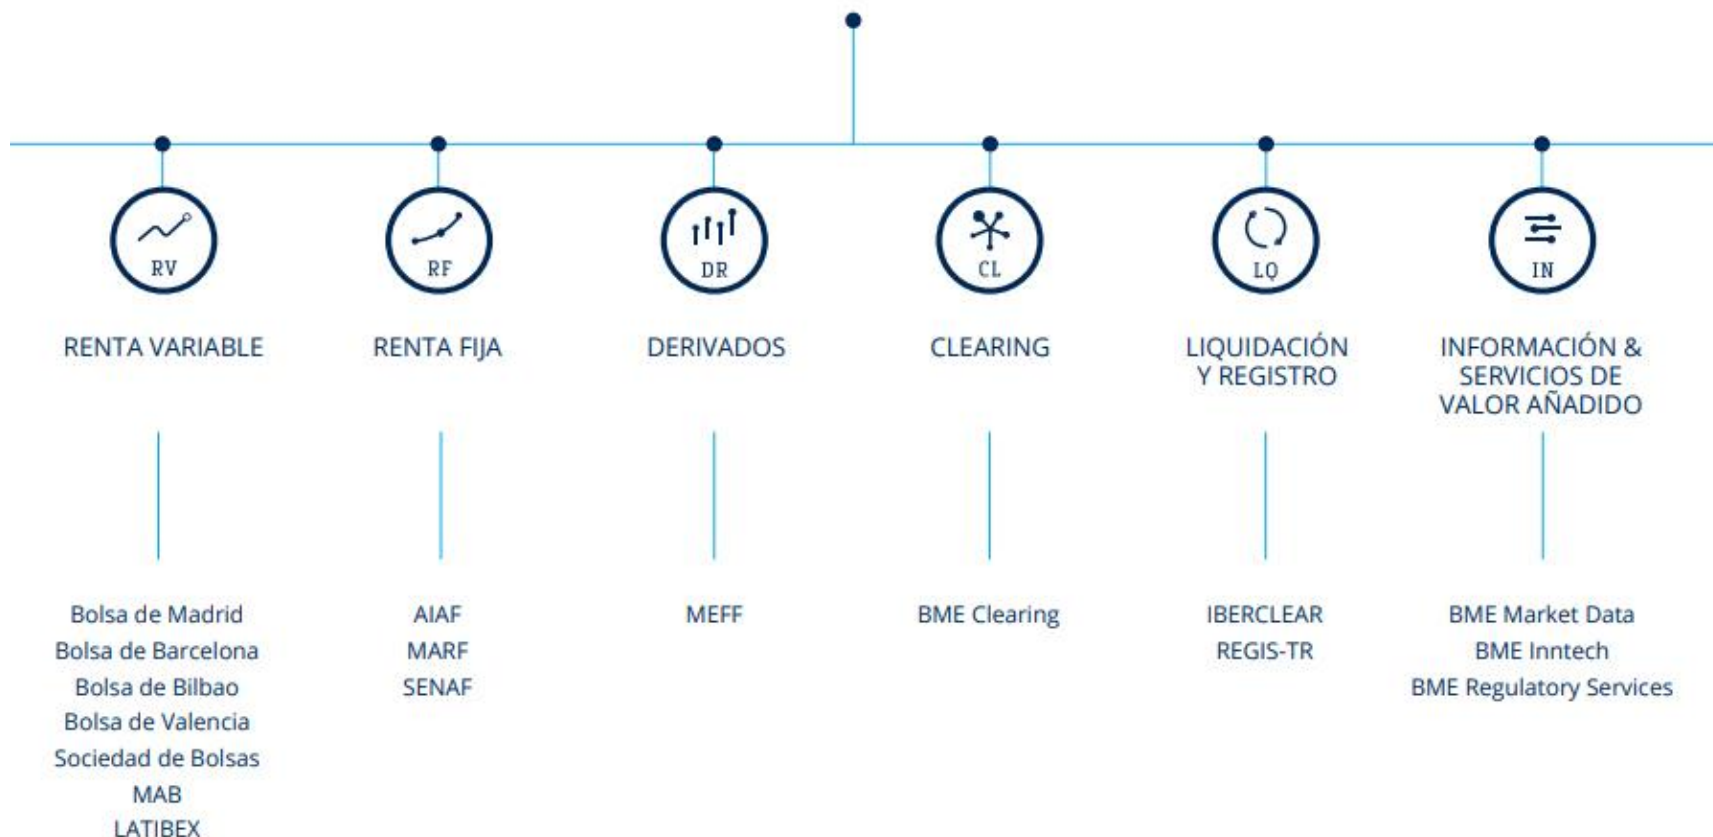 RV
RENTA VARIABLE
Bolsa de Madrid
Bolsa de Barcelona
Bolsa de Bilbao
Bolsa de Valencia
Sociedad de Bolsas
MAB
LATIBEX
RF
RENTA FIJA
AIAF
MARF
SENAF
DR
DERIVADOS
MEFF
CL
CLEARING
BME Clearing
LQ
LIQUIDACIÓN
Y REGISTRO
IBERCLEAR
REGIS-TR
IN
INFORMACIÓN &
SERVICIOS DE
VALOR AÑADIDO
BME Market Data
BME Inntech
BME Regulatory Services